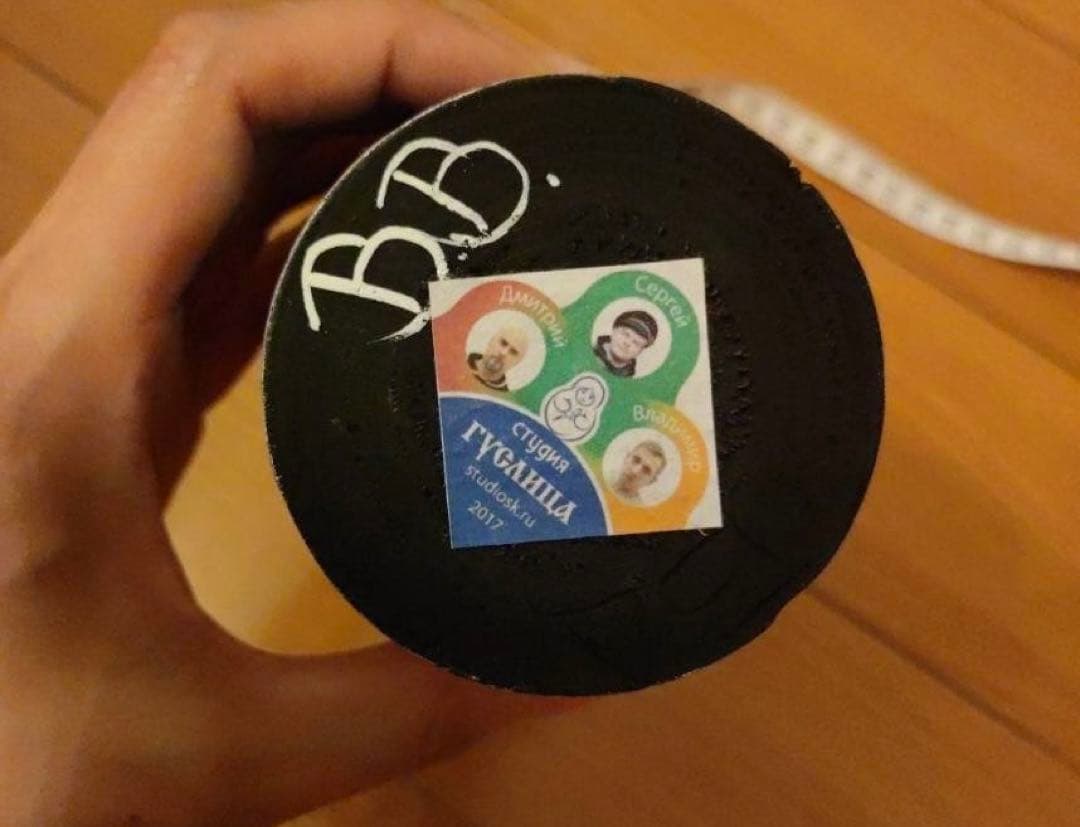 В.В.
Дмитрий
Сергей
Владимир
студия
гуслица
studiosk.ru
2017